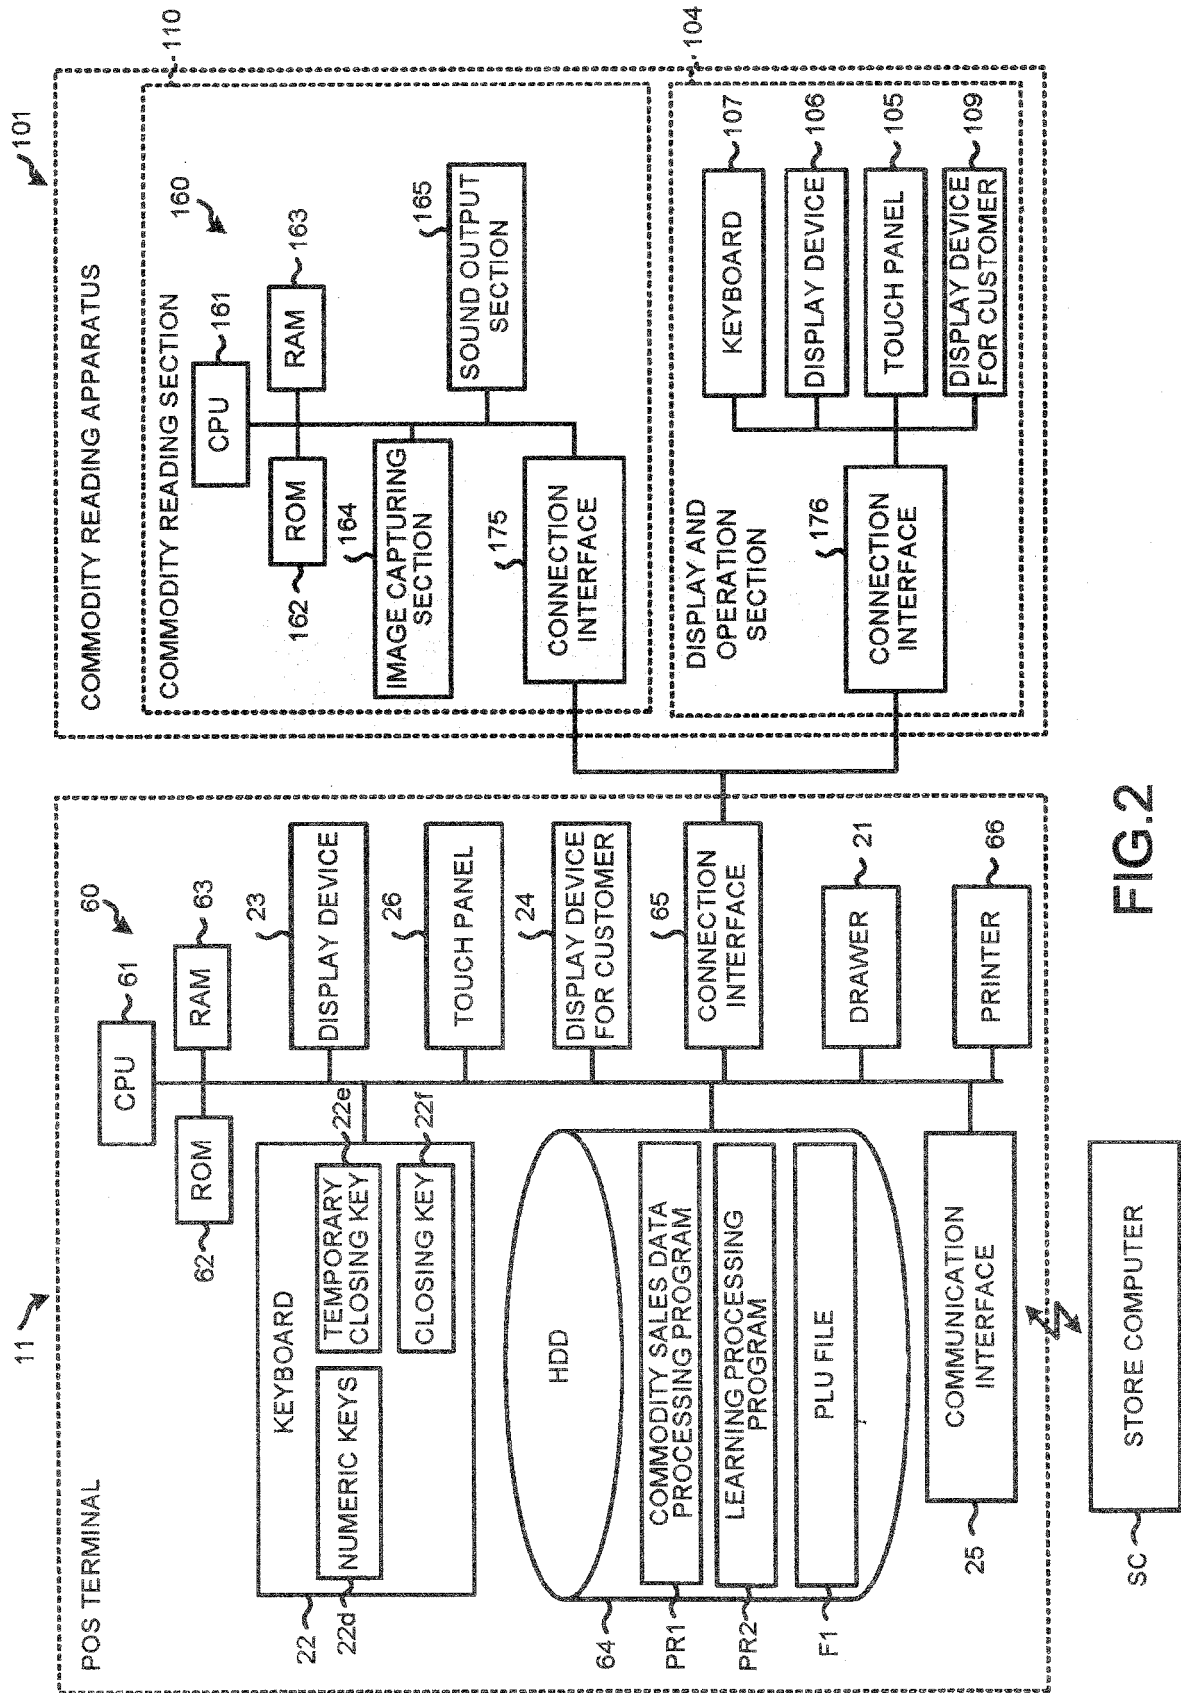 11
POS TERMINAL
60
CPU
61
ROM
62
RAM
63
KEYBOARD
22
NUMERIC KEYS
22d
TEMPORARY
CLOSING KEY
22e
CLOSING KEY
22f
DISPLAY DEVICE
23
TOUCH PANEL
26
DISPLAY DEVICE
FOR CUSTOMER
24
HDD
64
COMMODITY SALES DATA
PROCESSING PROGRAM
PR1
LEARNING PROCESSING
PROGRAM
PR2
PLU FILE
F1
CONNECTION
INTERFACE
65
DRAWER
21
PRINTER
66
COMMUNICATION
INTERFACE
25
STORE COMPUTER
SC
101
COMMODITY READING APPARATUS
110
COMMODITY READING SECTION
160
CPU
161
ROM
162
RAM
163
IMAGE CAPTURING
SECTION
164
SOUND OUTPUT
SECTION
165
CONNECTION
INTERFACE
175
104
DISPLAY AND
OPERATION
SECTION
KEYBOARD
107
DISPLAY DEVICE
106
TOUCH PANEL
105
DISPLAY DEVICE
FOR CUSTOMER
109
CONNECTION
INTERFACE
176
FIG.2